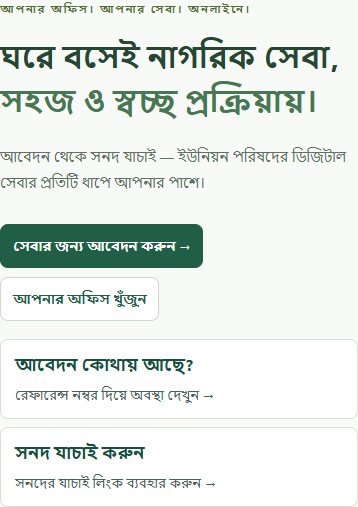 আপনার অফিস। আপনার সেবা। অনলাইনে।
ঘরে বসেই নাগরিক সেবা,
সহজ ও স্বচ্ছ প্রক্রিয়ায়।
আবেদন থেকে সনদ যাচাই — ইউনিয়ন পরিষদের ডিজিটাল
সেবার প্রতিটি ধাপে আপনার পাশে।
সেবার জন্য আবেদন করুন →
আপনার অফিস খুঁজুন
আবেদন কোথায় আছে?
রেফারেন্স নম্বর দিয়ে অবস্থা দেখুন →
সনদ যাচাই করুন
সনদের যাচাই লিংক ব্যবহার করুন →